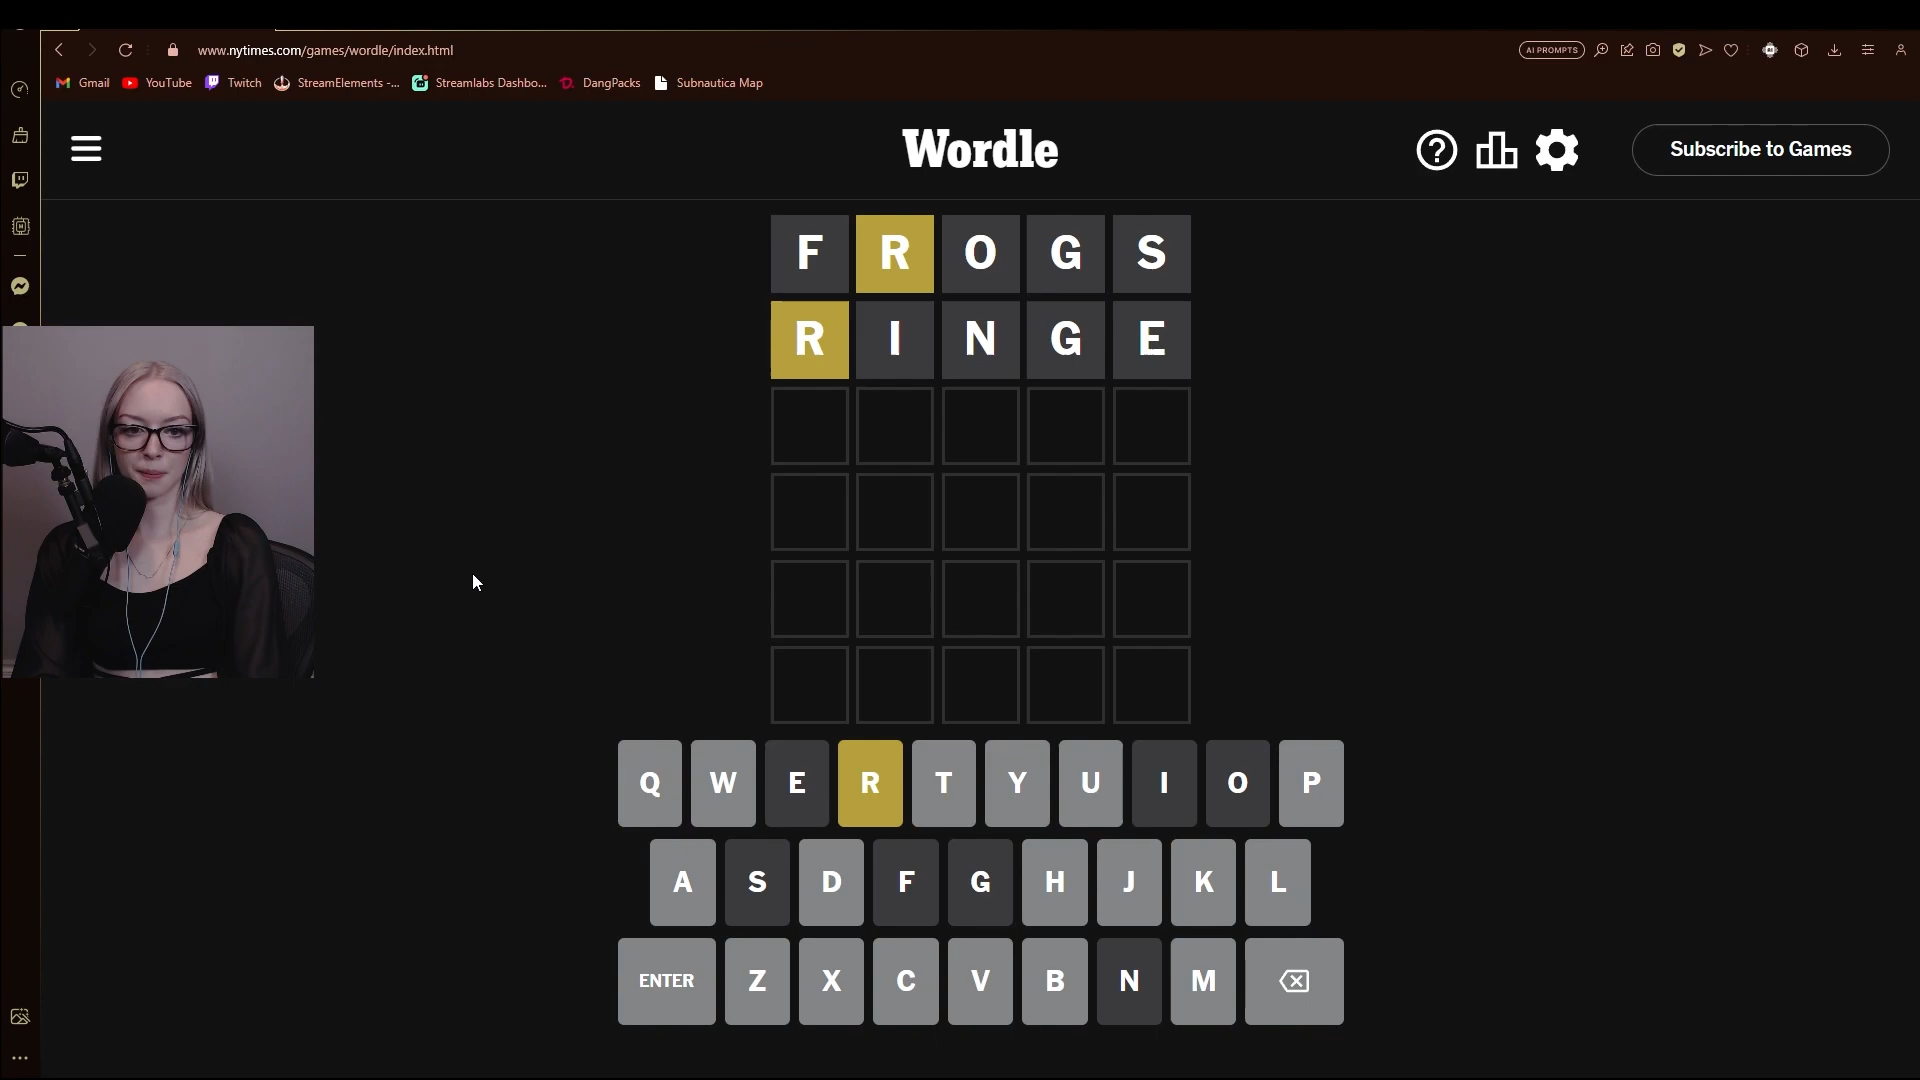 www.nytimes.com/games/wordle/index.html
AI PROMPTS
Gmail YouTube Twitch StreamElements -... Streamlabs Dashbo... DangPacks Subnautica Map
Wordle
Subscribe to Games
F R O G S
R I N G E
Q W E R T Y U I O P
A S D F G H J K L
ENTER Z X C V B N M